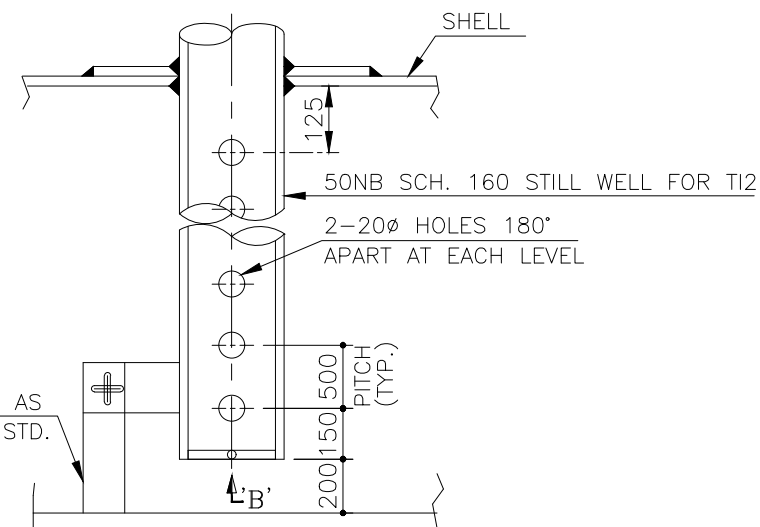 SHELL
125
50NB SCH. 160 STILL WELL FOR TI2
2-20ø HOLES 180°
APART AT EACH LEVEL
500
PITCH
(TYP.)
AS
STD.
150
200
'B'